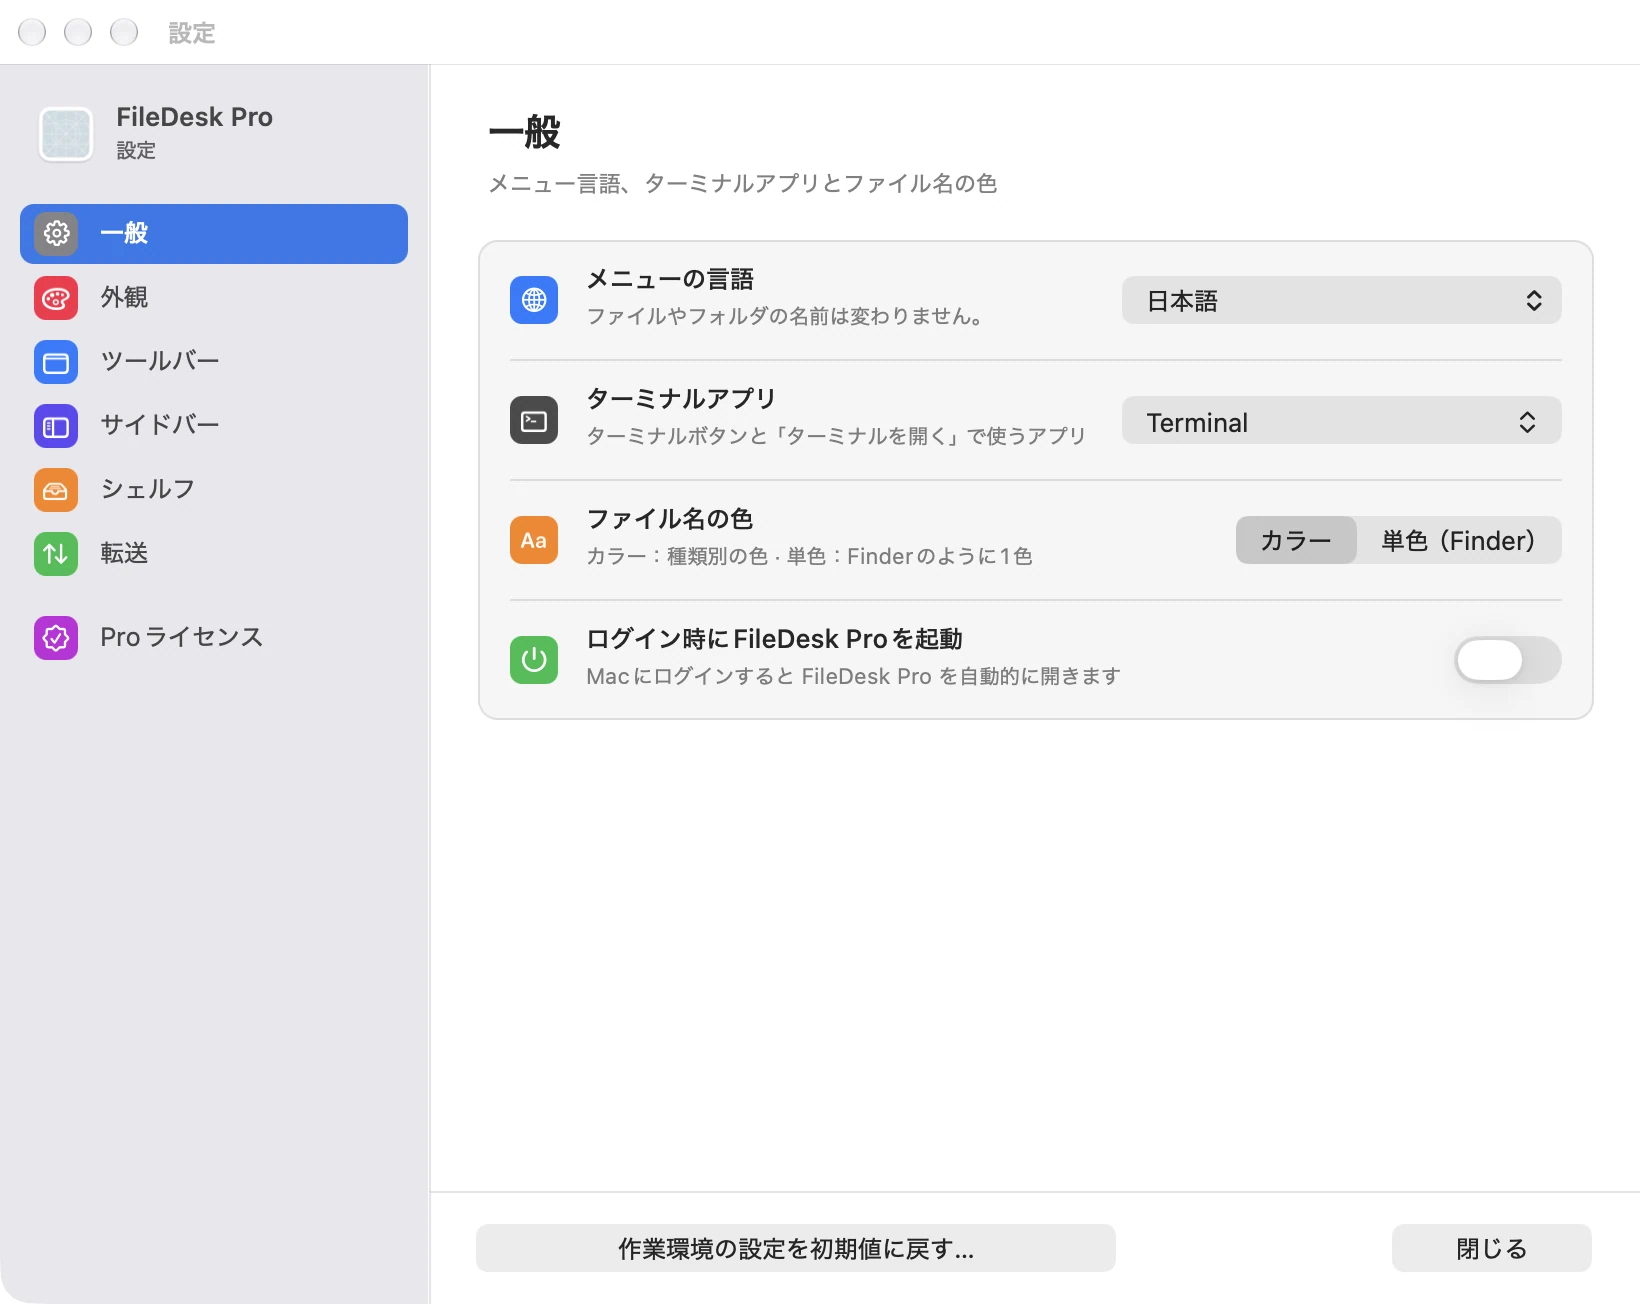 設定
FileDesk Pro
設定
一般
外観
ツールバー
サイドバー
シェルフ
転送
Proライセンス
一般
メニュー言語、ターミナルアプリとファイル名の色
メニューの言語
ファイルやフォルダの名前は変わりません。
日本語
ターミナルアプリ
ターミナルボタンと「ターミナルを開く」で使うアプリ
Terminal
Aa
ファイル名の色
カラー：種類別の色 · 単色：Finderのように1色
カラー
単色（Finder）
ログイン時にFileDesk Proを起動
Macにログインすると FileDesk Pro を自動的に開きます
作業環境の設定を初期値に戻す...
閉じる